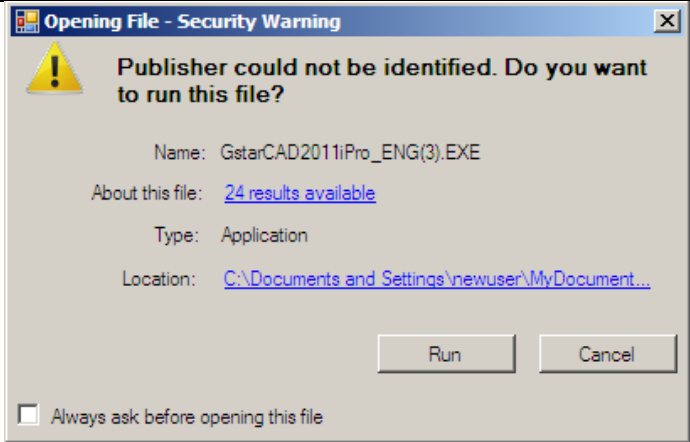 Opening File - Security Warning
Publisher could not be identified. Do you want
to run this file?
Name: GstarCAD2011iPro_ENG(3).EXE
About this file: 24 results available
Type: Application
Location: C:\Documents and Settings\newuser\MyDocument...
Run Cancel
Always ask before opening this file